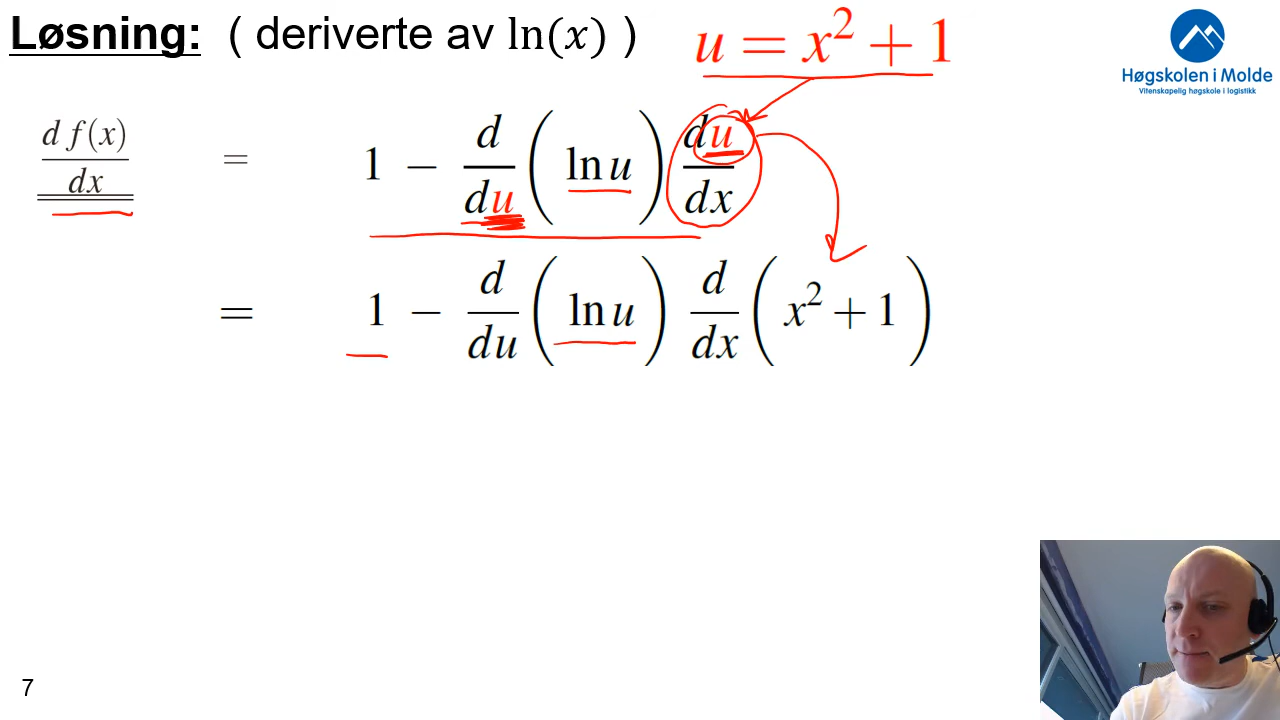 Løsning: ( deriverte av ln(x) ) u = x² + 1
Høgskolen i Molde
Vitenskapelig høgskole i logistikk
d f(x)/dx = 1 − d/du (ln u) du/dx
= 1 − d/du (ln u) d/dx (x² + 1)
7